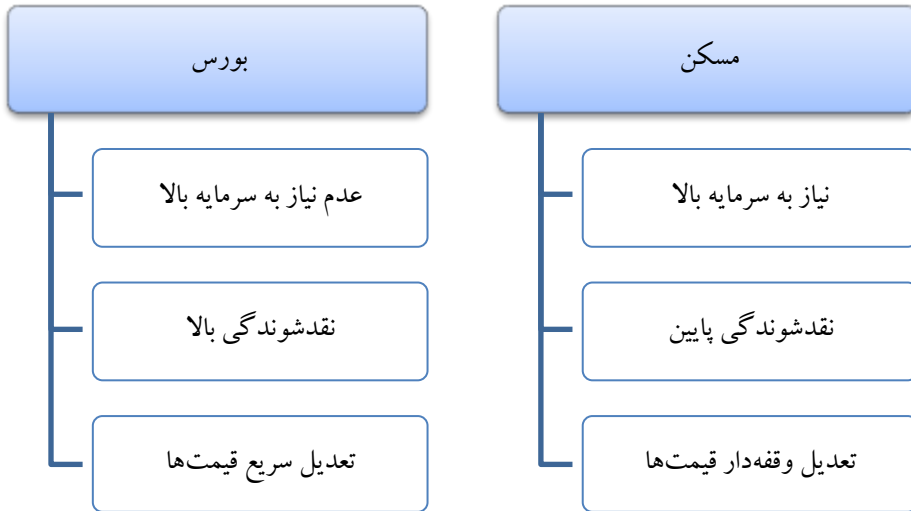 مسکن
نیاز به سرمایه بالا
نقدشوندگی پایین
تعدیل وقفه‌دار قیمت‌ها
بورس
عدم نیاز به سرمایه بالا
نقدشوندگی بالا
تعدیل سریع قیمت‌ها